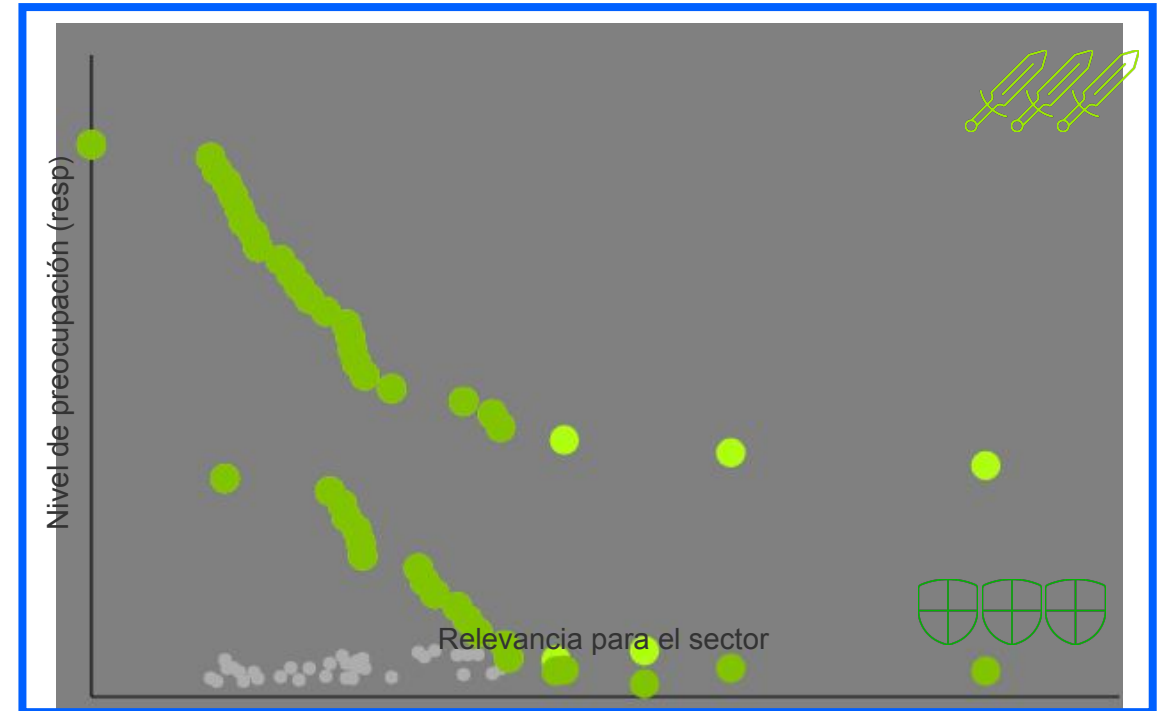 Nivel de preocupación (resp)
Relevancia para el sector